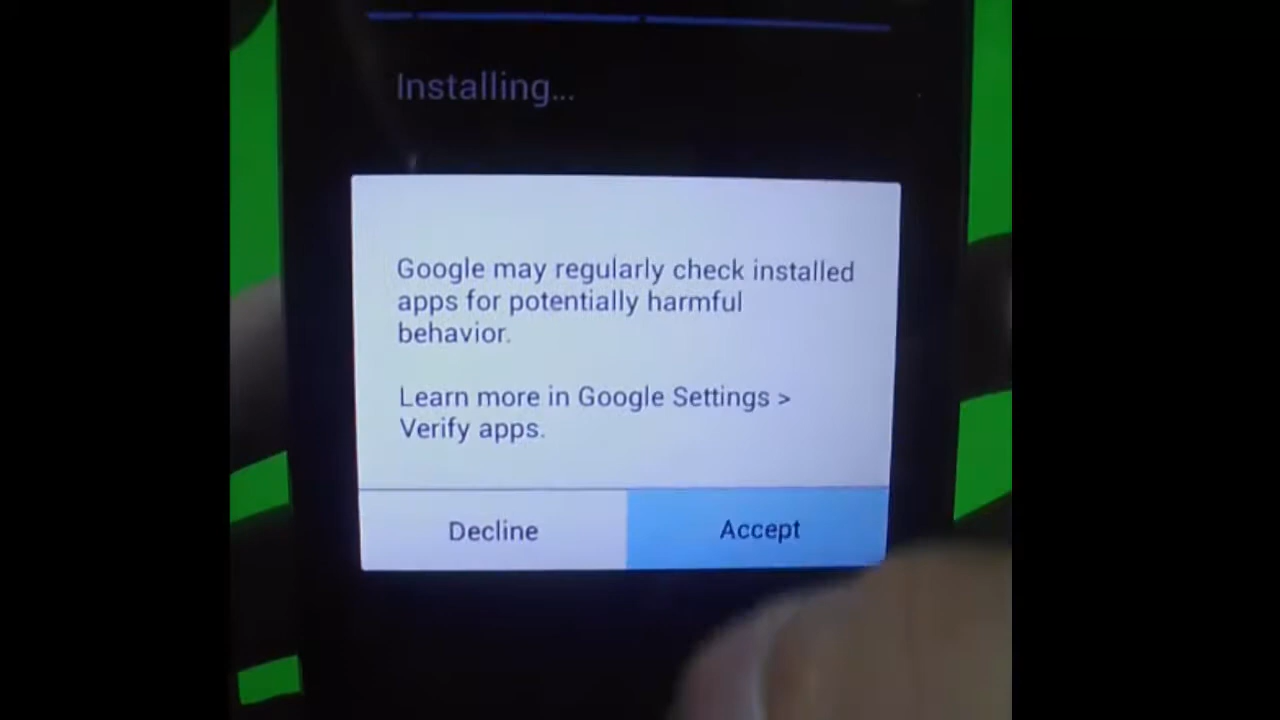 Installing...
Google may regularly check installed
apps for potentially harmful
behavior.
Learn more in Google Settings >
Verify apps.
Decline
Accept